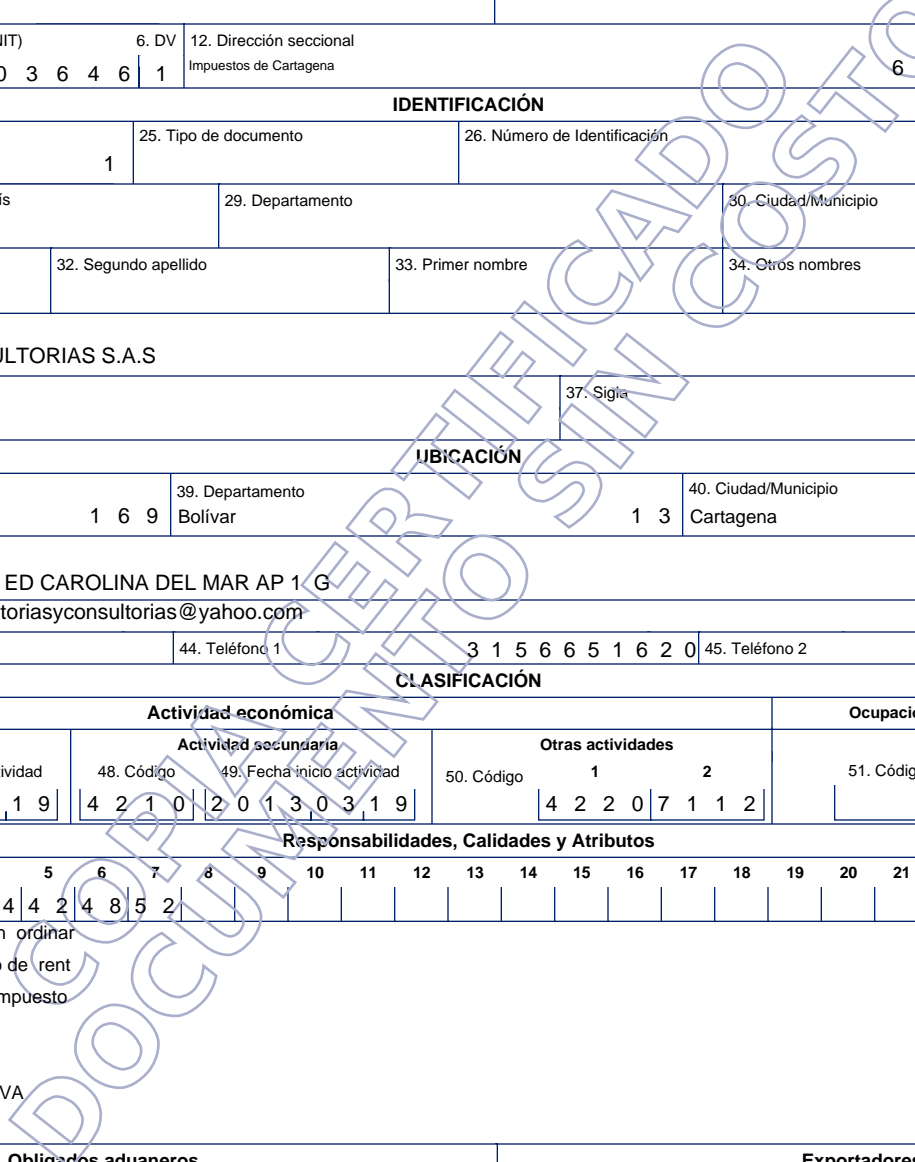 NIT) 6. DV 12. Dirección seccional
0 3 6 4 6 1 Impuestos de Cartagena 6
IDENTIFICACIÓN
25. Tipo de documento 26. Número de Identificación
1
ís 29. Departamento 30. Ciudad/Municipio
32. Segundo apellido 33. Primer nombre 34. Otros nombres
ULTORIAS S.A.S
37. Sigla
UBICACIÓN
39. Departamento 40. Ciudad/Municipio
1 6 9 Bolívar 1 3 Cartagena
ED CAROLINA DEL MAR AP 1 G
toriasyconsultorias@yahoo.com
44. Teléfono 1 3 1 5 6 6 5 1 6 2 0 45. Teléfono 2
CLASIFICACIÓN
Actividad económica Ocupació
Actividad secundaria Otras actividades
ividad 48. Código 49. Fecha inicio actividad 50. Código 1 2 51. Códig
1 9 4 2 1 0 2 0 1 3 0 3 1 9 4 2 2 0 7 1 1 2
Responsabilidades, Calidades y Atributos
5 6 7 8 9 10 11 12 13 14 15 16 17 18 19 20 21
4 4 2 4 8 5 2
n ordinar
o de rent
mpuesto
VA
Obligados aduaneros Exportadores
COPIA CERTIFICADO
DOCUMENTO SIN COSTO